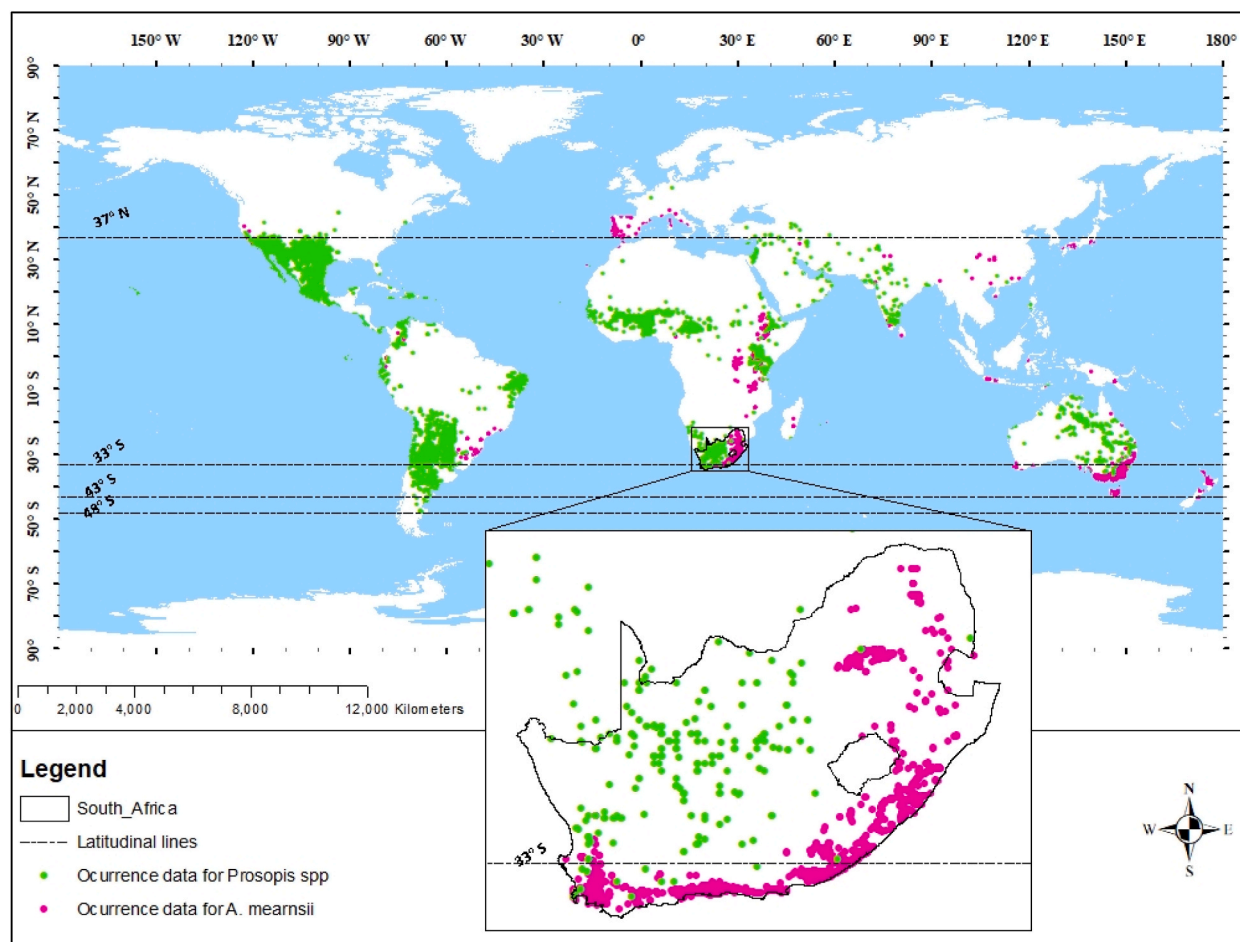 150° W 120° W 90° W 60° W 30° W 0° 30° E 60° E 90° E 120° E 150° E 180°
90°
70° N
50° N
37° N
30° N
10° N
10° S
33° S
30° S
43° S
48° S
50° S
70° S
90°
0 2,000 4,000 8,000 12,000 Kilometers
33° S
Legend
South_Africa
Latitudinal lines
Ocurrence data for Prosopis spp
Ocurrence data for A. mearnsii
N
W E
S